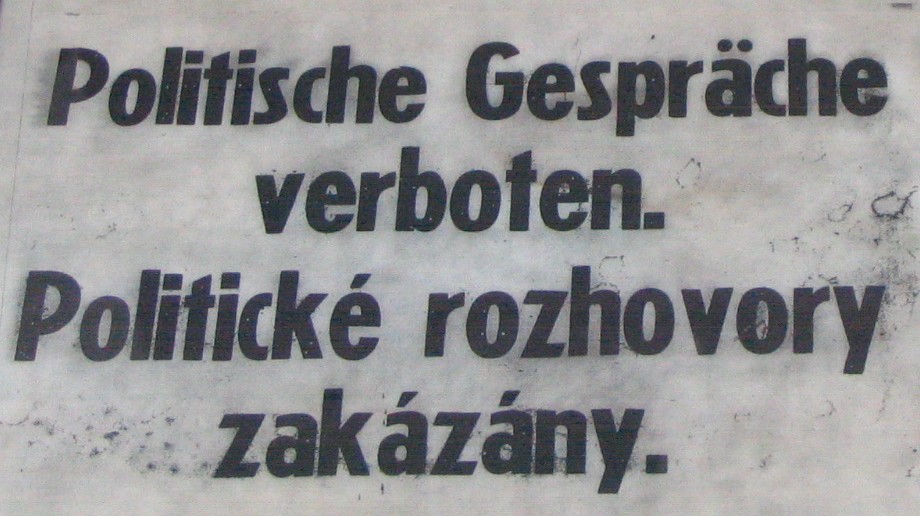 Politische Gespräche
verboten.
Politické rozhovory
zakázány.